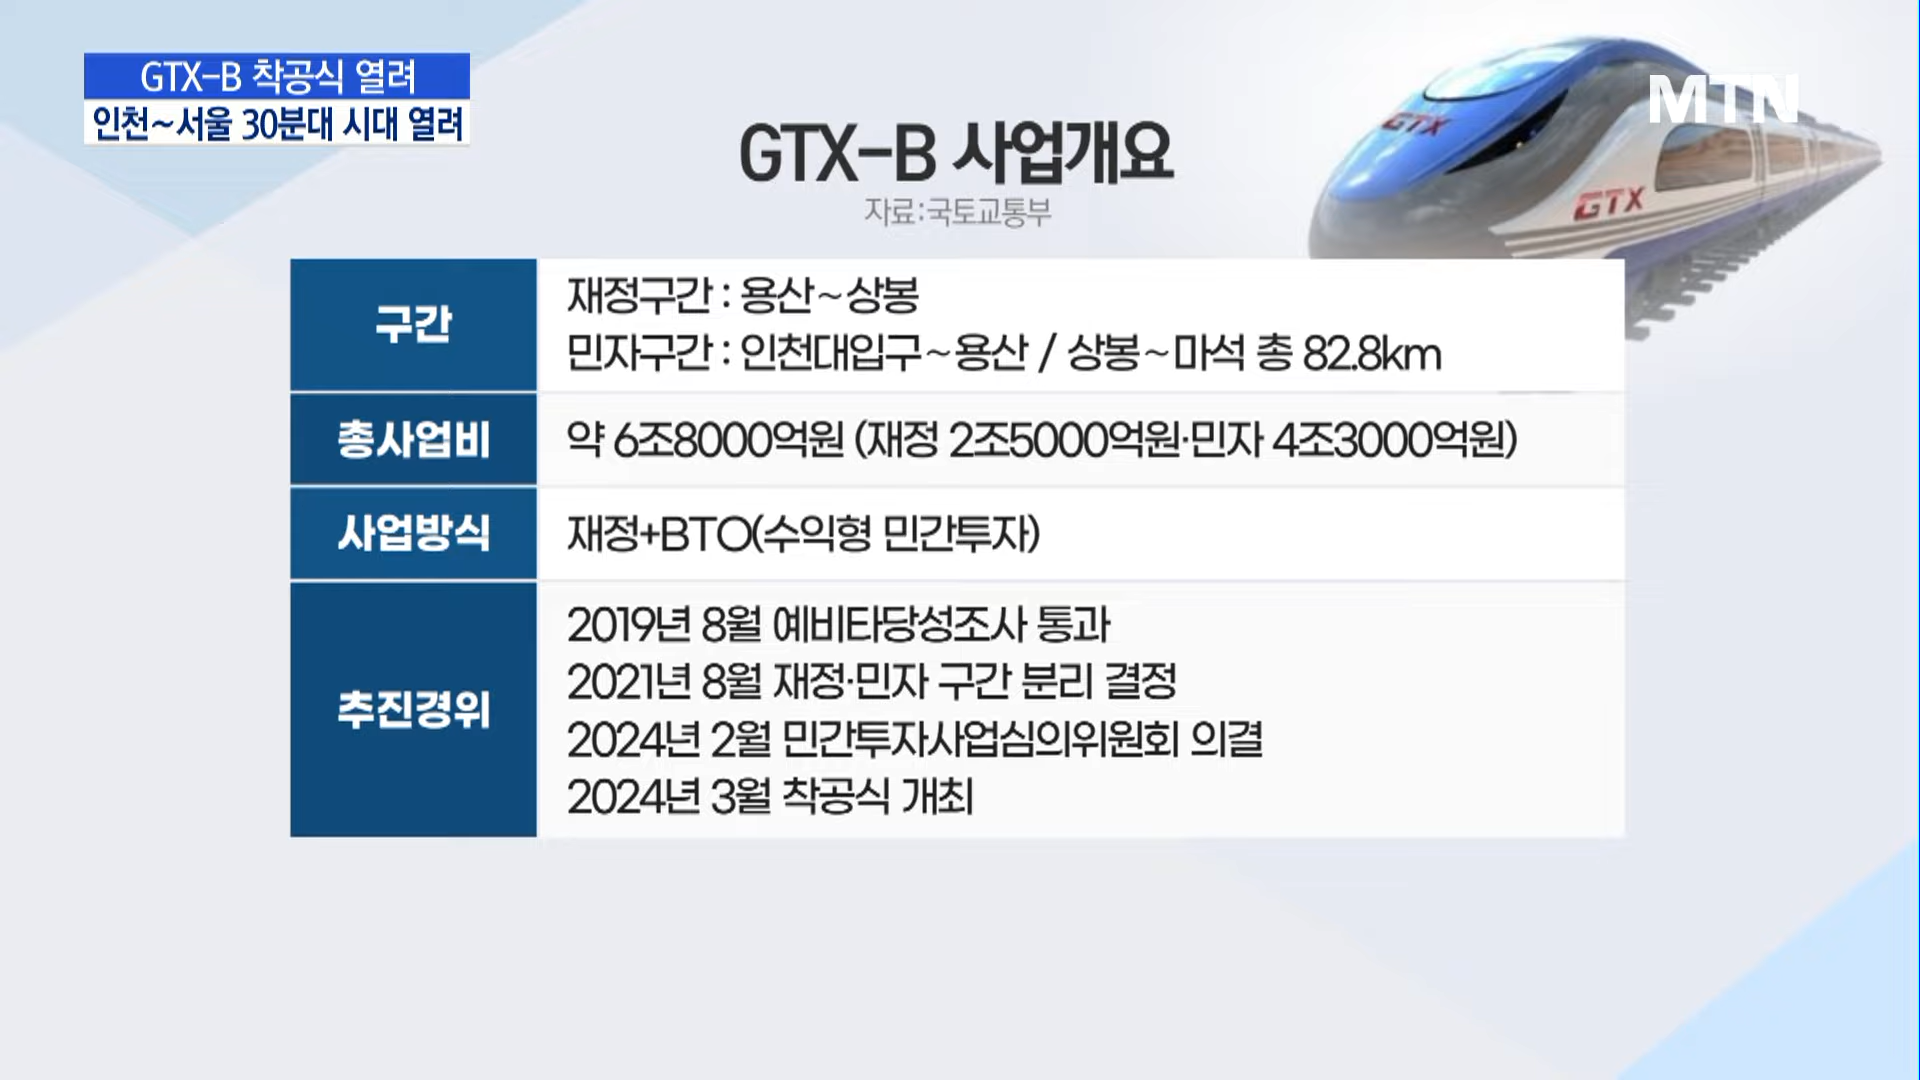 GTX-B 착공식 열려
인천~서울 30분대 시대 열려
MTN
GTX-B 사업개요
자료:국토교통부
GTX
GTX
구간
재정구간 : 용산~상봉
민자구간 : 인천대입구~용산 / 상봉~마석 총 82.8km
총사업비
약 6조8000억원 (재정 2조5000억원·민자 4조3000억원)
사업방식
재정+BTO(수익형 민간투자)
추진경위
2019년 8월 예비타당성조사 통과
2021년 8월 재정·민자 구간 분리 결정
2024년 2월 민간투자사업심의위원회 의결
2024년 3월 착공식 개최